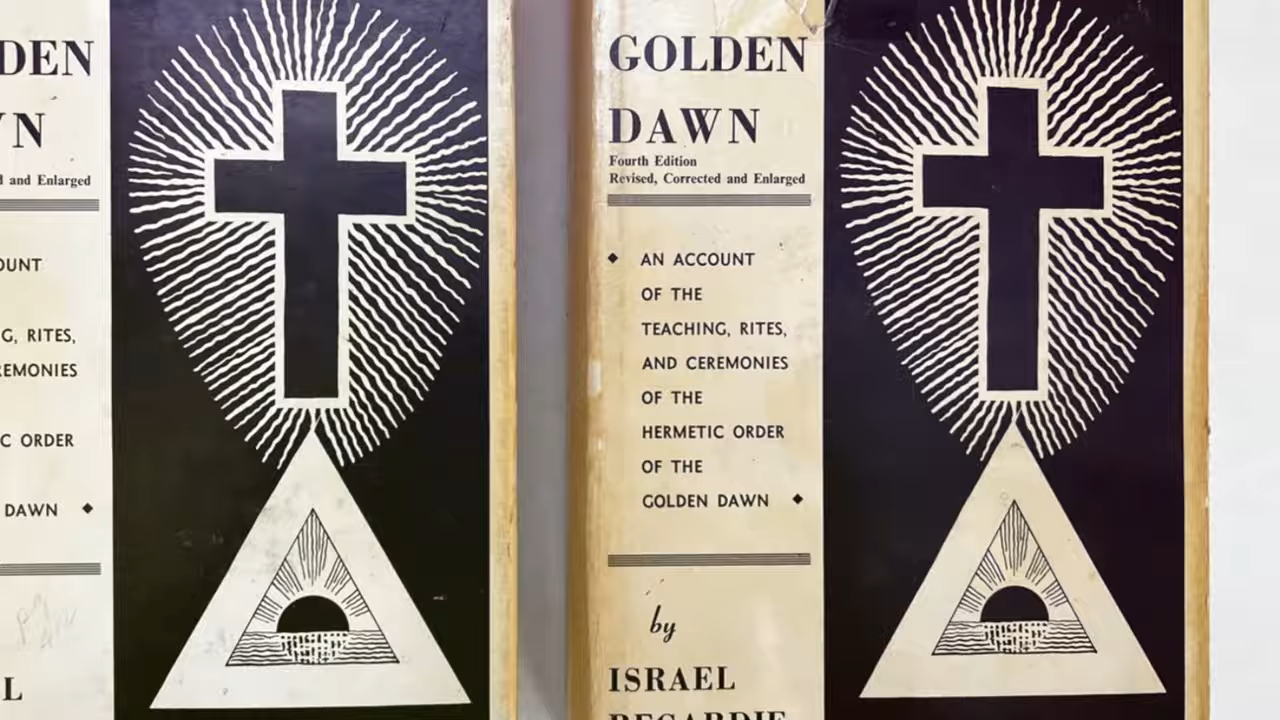 DEN
N
d and Enlarged
OUNT
G, RITES,
EMONIES
C ORDER
DAWN
L
GOLDEN
DAWN
Fourth Edition
Revised, Corrected and Enlarged
AN ACCOUNT
OF THE
TEACHING, RITES,
AND CEREMONIES
OF THE
HERMETIC ORDER
OF THE
GOLDEN DAWN
by
ISRAEL
REGARDIE